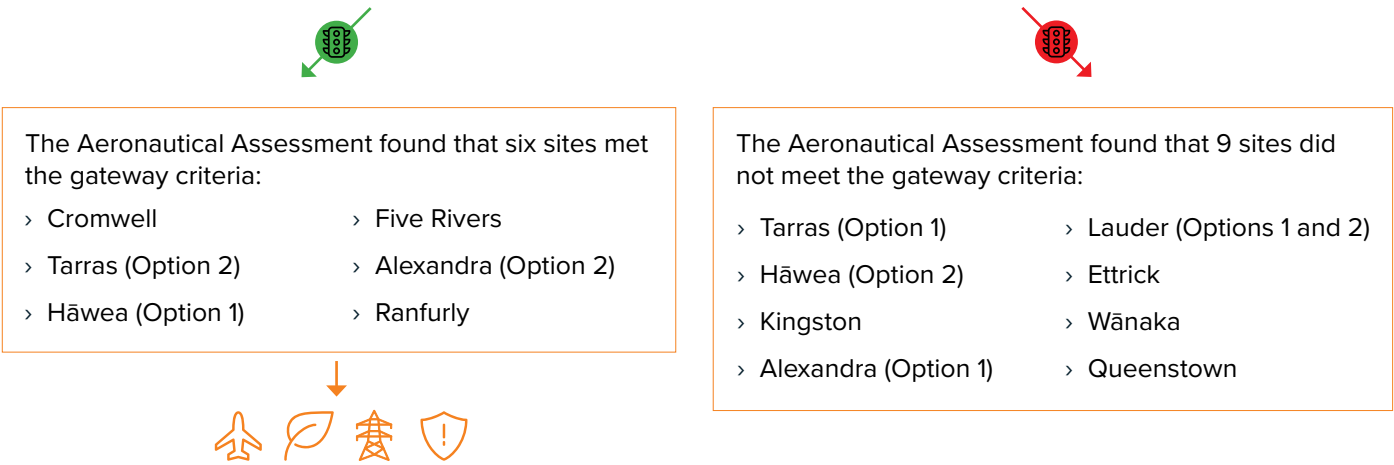 The Aeronautical Assessment found that six sites met
the gateway criteria:
› Cromwell
› Tarras (Option 2)
› Hāwea (Option 1)
› Five Rivers
› Alexandra (Option 2)
› Ranfurly
The Aeronautical Assessment found that 9 sites did
not meet the gateway criteria:
› Tarras (Option 1)
› Hāwea (Option 2)
› Kingston
› Alexandra (Option 1)
› Lauder (Options 1 and 2)
› Ettrick
› Wānaka
› Queenstown